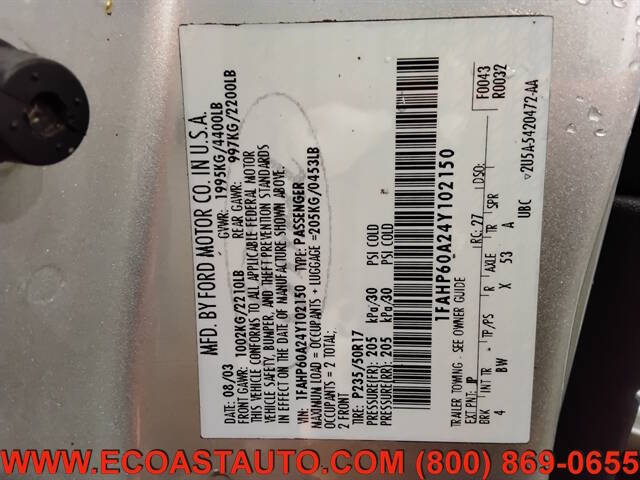 MFD. BY FORD MOTOR CO. IN U.S.A.
DATE: 08/03 GVWR: 1995KG/4400LB
FRONT GAWR: 1002KG/2210LB REAR GAWR: 997KG/2200LB
THIS VEHICLE CONFORMS TO ALL APPLICABLE FEDERAL MOTOR
VEHICLE SAFETY, BUMPER, AND THEFT PREVENTION STANDARDS
IN EFFECT ON THE DATE OF MANUFACTURE SHOWN ABOVE.
VIN: 1FAHP60A24Y102150 TYPE: PASSENGER
MAXIMUM LOAD = OCCUPANTS + LUGGAGE =205KG/0453LB
OCCUPANTS = 2 TOTAL;
2 FRONT
P235/50R17
PRESSURE(FR): 205 kPa/30 PSI COLD
PRESSURE(RR): 205 kPa/30 PSI COLD
1FAHP60A24Y102150
F0043
R0032
TRAILER TOWING - SEE OWNER GUIDE
EXT PNT: JP RC: 27 DSO:
BRK INT TR TP/PS R AXLE TR SPR
4 BW X 53 A UBC
▽2U5A-5420472-AA
WWW.ECOASTAUTO.COM (800) 869-0655